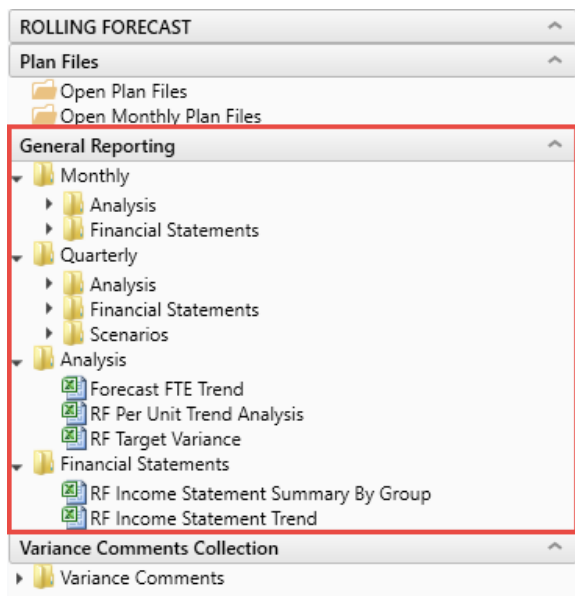 ROLLING FORECAST
Plan Files
Open Plan Files
Open Monthly Plan Files
General Reporting
Monthly
Analysis
Financial Statements
Quarterly
Analysis
Financial Statements
Scenarios
Analysis
Forecast FTE Trend
RF Per Unit Trend Analysis
RF Target Variance
Financial Statements
RF Income Statement Summary By Group
RF Income Statement Trend
Variance Comments Collection
Variance Comments